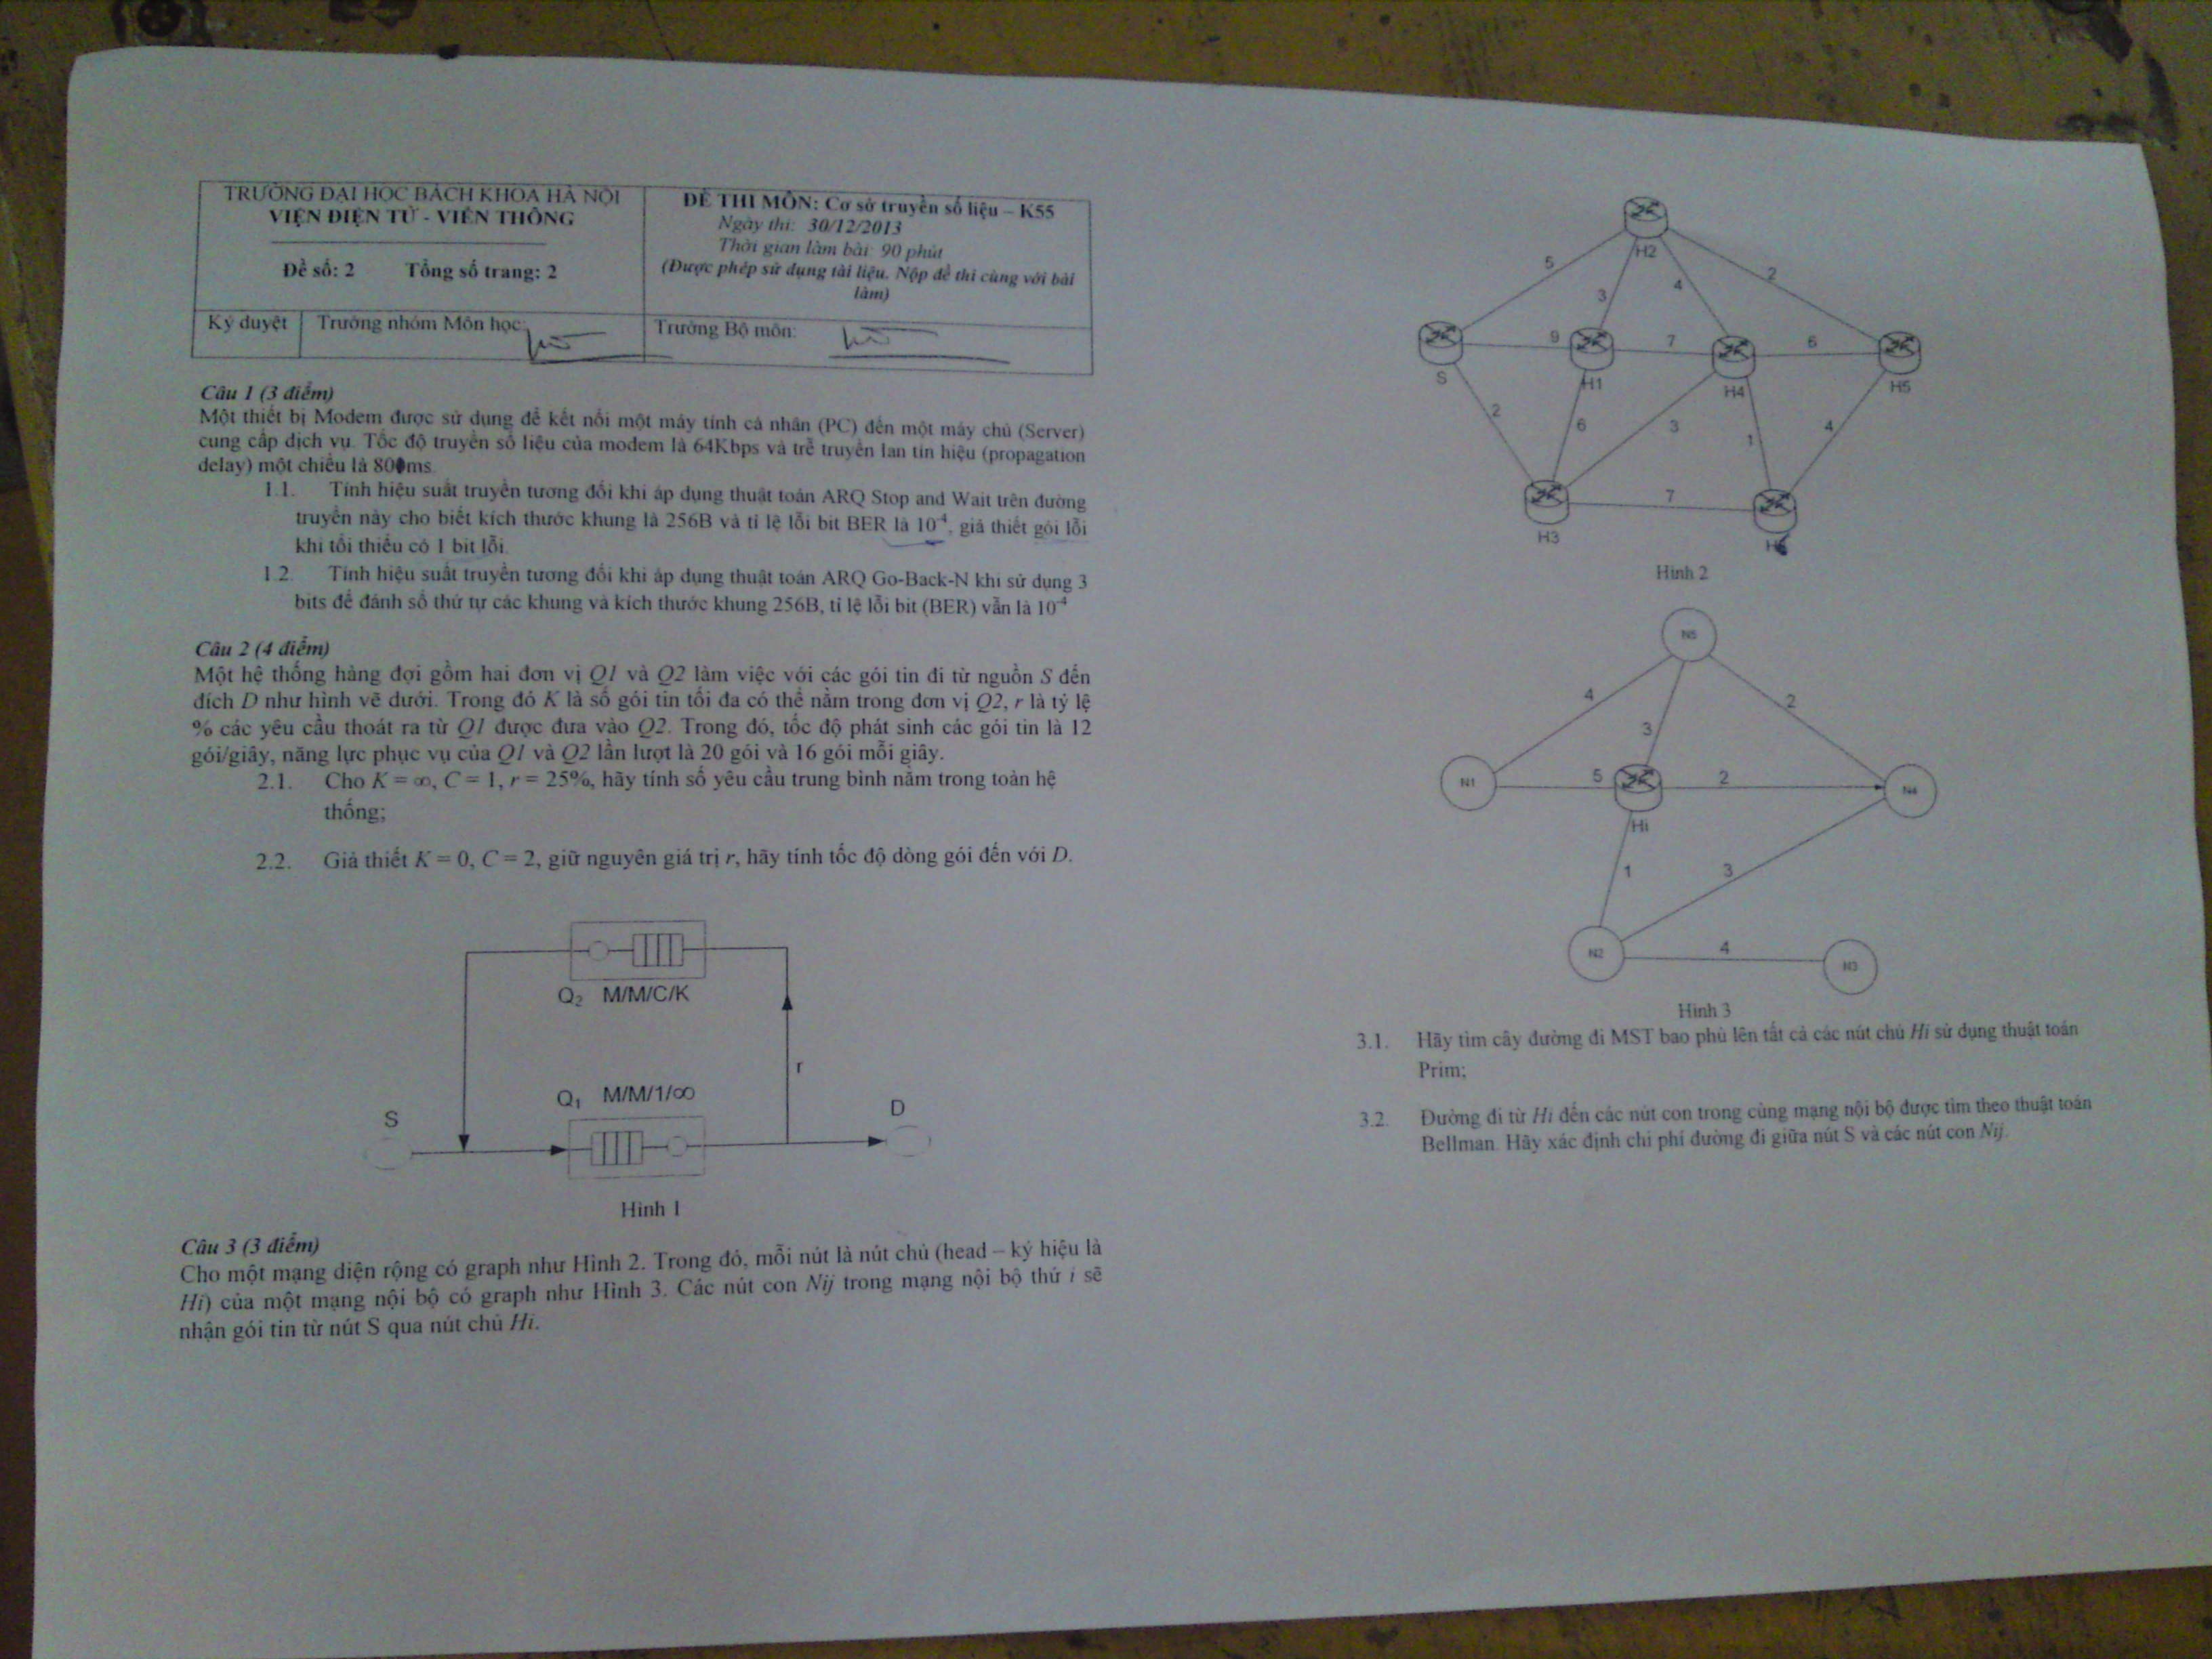 TRƯỜNG ĐẠI HỌC BÁCH KHOA HÀ NỘI
VIỆN ĐIỆN TỬ - VIỄN THÔNG
Đề số: 2 Tổng số trang: 2
ĐỀ THI MÔN: Cơ sở truyền số liệu – K55
Ngày thi: 30/12/2013
Thời gian làm bài: 90 phút
(Được phép sử dụng tài liệu. Nộp đề thi cùng với bài
làm)
Ký duyệt
Trưởng nhóm Môn học:
Trưởng Bộ môn:
Câu 1 (3 điểm)
Một thiết bị Modem được sử dụng để kết nối một máy tính cá nhân (PC) đến một máy chủ (Server)
cung cấp dịch vụ. Tốc độ truyền số liệu của modem là 64Kbps và trễ truyền lan tín hiệu (propagation
delay) một chiều là ms.
1.1. Tính hiệu suất truyền tương đối khi áp dụng thuật toán ARQ Stop and Wait trên đường
truyền này cho biết kích thước khung là 256B và tỉ lệ lỗi bit BER là 10⁻⁴, giả thiết gói lỗi
khi tối thiểu có 1 bit lỗi.
1.2. Tính hiệu suất truyền tương đối khi áp dụng thuật toán ARQ Go-Back-N khi sử dụng 3
bits để đánh số thứ tự các khung và kích thước khung 256B, tỉ lệ lỗi bit (BER) vẫn là 10⁻⁴
Câu 2 (4 điểm)
Một hệ thống hàng đợi gồm hai đơn vị Q1 và Q2 làm việc với các gói tin đi từ nguồn S đến
đích D như hình vẽ dưới. Trong đó K là số gói tin tối đa có thể nằm trong đơn vị Q2, r là tỷ lệ
% các yêu cầu thoát ra từ Q1 được đưa vào Q2. Trong đó, tốc độ phát sinh các gói tin là 12
gói/giây, năng lực phục vụ của Q1 và Q2 lần lượt là 20 gói và 16 gói mỗi giây.
2.1. Cho K = ∞, C = 1, r = 25%, hãy tính số yêu cầu trung bình nằm trong toàn hệ
thống;
2.2. Giả thiết K = 0, C = 2, giữ nguyên giá trị r, hãy tính tốc độ dòng gói đến với D.
Q₂ M/M/C/K
r
Q₁ M/M/1/∞
S
D
Hình 1
Câu 3 (3 điểm)
Cho một mạng diện rộng có graph như Hình 2. Trong đó, mỗi nút là nút chủ (head – ký hiệu là
Hi) của một mạng nội bộ có graph như Hình 3. Các nút con Nij trong mạng nội bộ thứ i sẽ
nhận gói tin từ nút S qua nút chủ Hi.
H2
5
3
4
2
9
7
6
S
H1
H4
H5
2
6
3
1
4
7
H3
Hình 2
N5
4
3
2
N1
5
2
N4
Hi
1
3
N2
4
N3
Hình 3
3.1. Hãy tìm cây đường đi MST bao phủ lên tất cả các nút chủ Hi sử dụng thuật toán
Prim;
3.2. Đường đi từ Hi đến các nút con trong cùng mạng nội bộ được tìm theo thuật toán
Bellman. Hãy xác định chi phí đường đi giữa nút S và các nút con Nij.